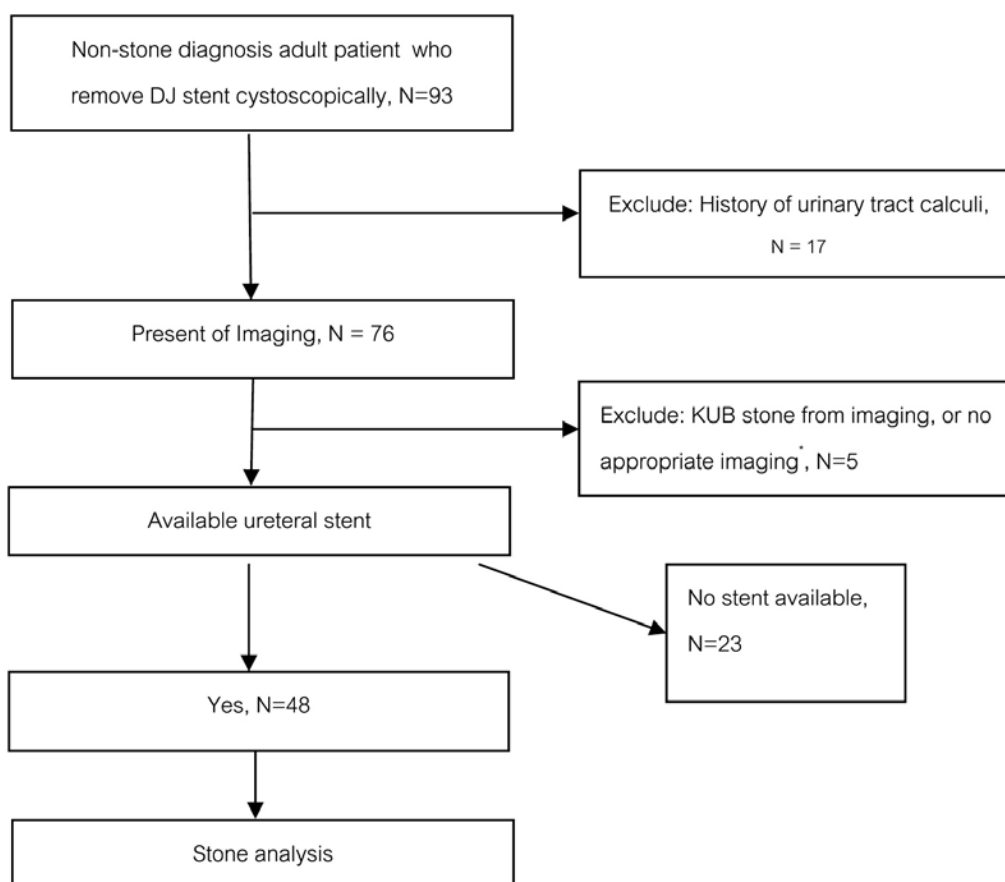 Non-stone diagnosis adult patient who
remove DJ stent cystoscopically, N=93
Exclude: History of urinary tract calculi,
N = 17
Present of Imaging, N = 76
Exclude: KUB stone from imaging, or no
appropriate imaging*, N=5
Available ureteral stent
No stent available,
N=23
Yes, N=48
Stone analysis